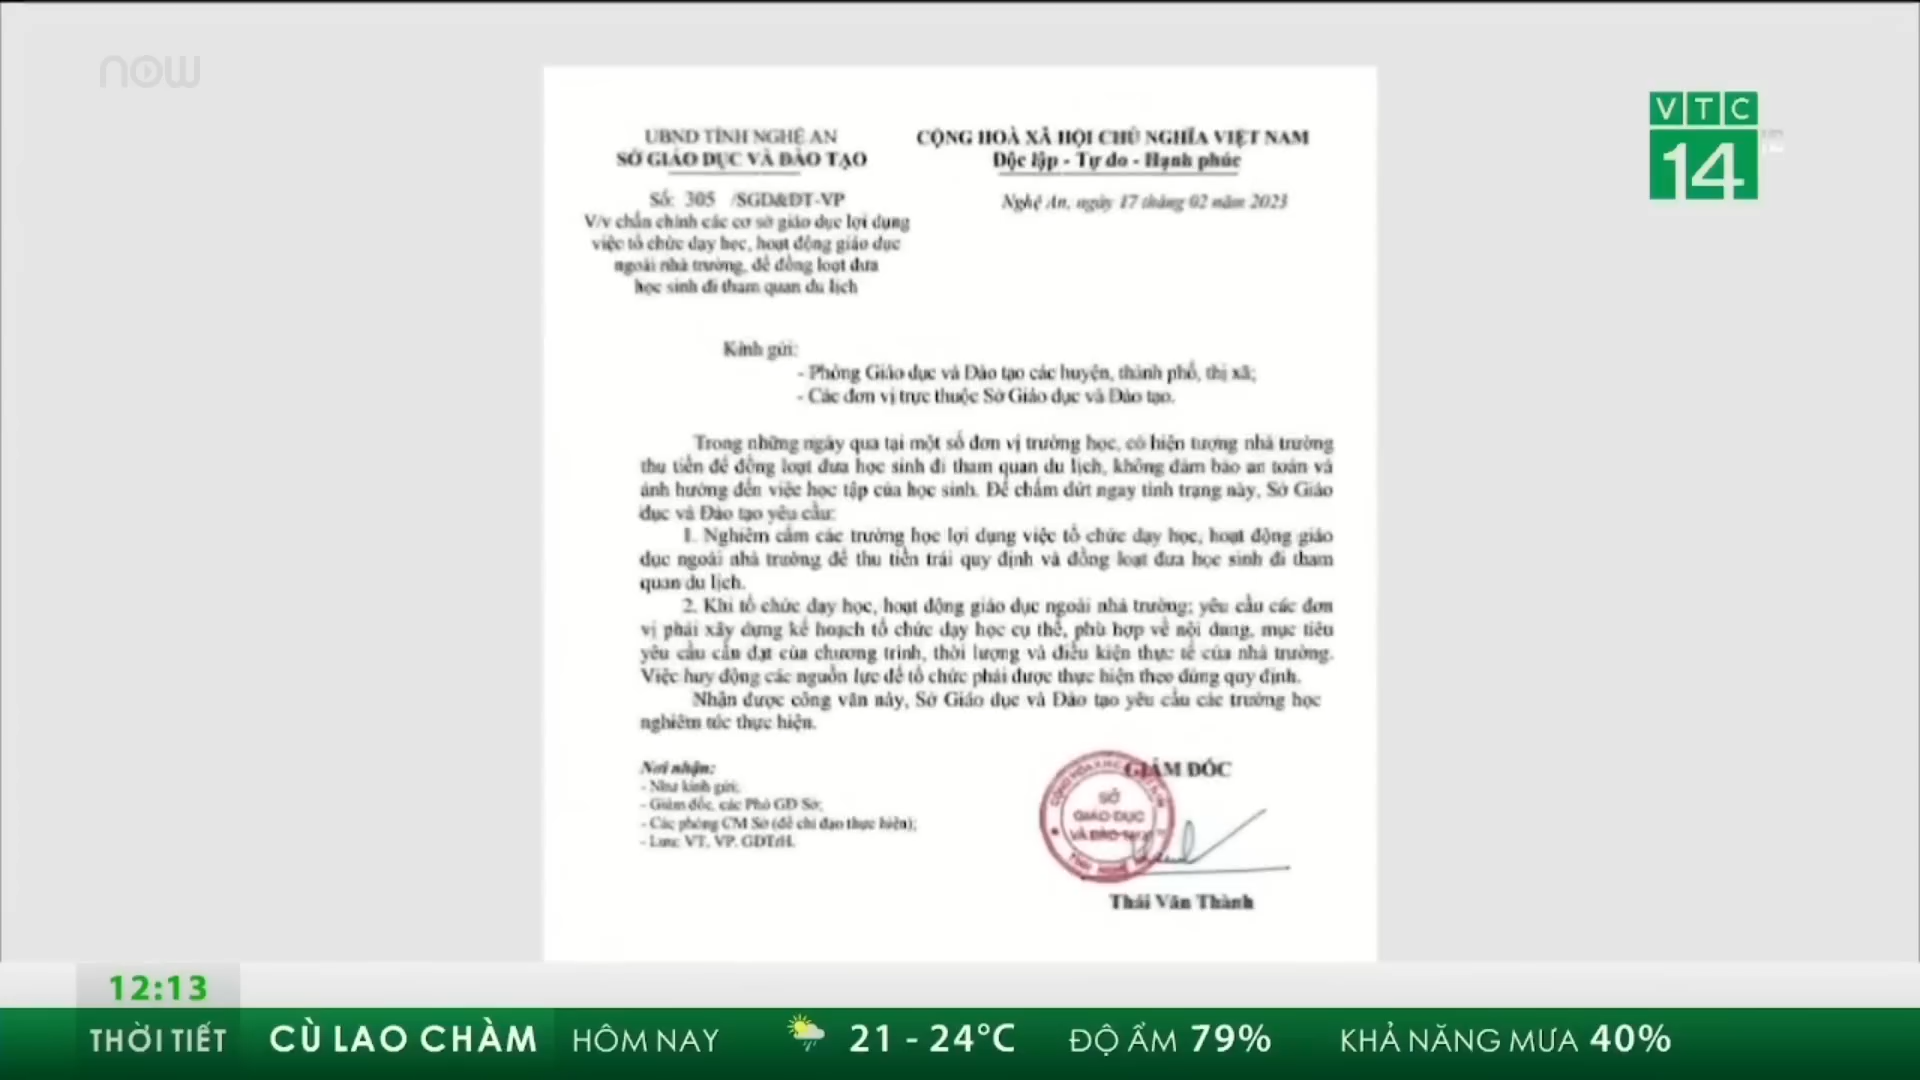 now
VTC
14
UBND TỈNH NGHỆ AN
SỞ GIÁO DỤC VÀ ĐÀO TẠO
CỘNG HOÀ XÃ HỘI CHỦ NGHĨA VIỆT NAM
Độc lập - Tự do - Hạnh phúc
Số: 305 /SGD&ĐT-VP
Nghệ An, ngày 17 tháng 02 năm 2023
V/v chấn chỉnh các cơ sở giáo dục lợi dụng
việc tổ chức dạy học, hoạt động giáo dục
ngoài nhà trường, để đồng loạt đưa
học sinh đi tham quan du lịch
Kính gửi:
- Phòng Giáo dục và Đào tạo các huyện, thành phố, thị xã;
- Các đơn vị trực thuộc Sở Giáo dục và Đào tạo.
Trong những ngày qua tại một số đơn vị trường học, có hiện tượng nhà trường
thu tiền để đồng loạt đưa học sinh đi tham quan du lịch, không đảm bảo an toàn và
ảnh hưởng đến việc học tập của học sinh. Để chấm dứt ngay tình trạng này, Sở Giáo
dục và Đào tạo yêu cầu:
1. Nghiêm cấm các trường học lợi dụng việc tổ chức dạy học, hoạt động giáo
dục ngoài nhà trường để thu tiền trái quy định và đồng loạt đưa học sinh đi tham
quan du lịch.
2. Khi tổ chức dạy học, hoạt động giáo dục ngoài nhà trường; yêu cầu các đơn
vị phải xây dựng kế hoạch tổ chức dạy học cụ thể, phù hợp về nội dung, mục tiêu
yêu cầu cần đạt của chương trình, thời lượng và điều kiện thực tế của nhà trường.
Việc huy động các nguồn lực để tổ chức phải được thực hiện theo đúng quy định.
Nhận được công văn này, Sở Giáo dục và Đào tạo yêu cầu các trường học
nghiêm túc thực hiện.
Nơi nhận:
- Như kính gửi;
- Giám đốc, các Phó GĐ Sở;
- Các phòng CM Sở (để chỉ đạo thực hiện);
- Lưu: VT, VP, GDTrH.
GIÁM ĐỐC
SỞ
GIÁO DỤC
VÀ ĐÀO TẠO
Thái Văn Thành
12:13
THỜI TIẾT CÙ LAO CHÀM HÔM NAY 21 - 24°C ĐỘ ẨM 79% KHẢ NĂNG MƯA 40%